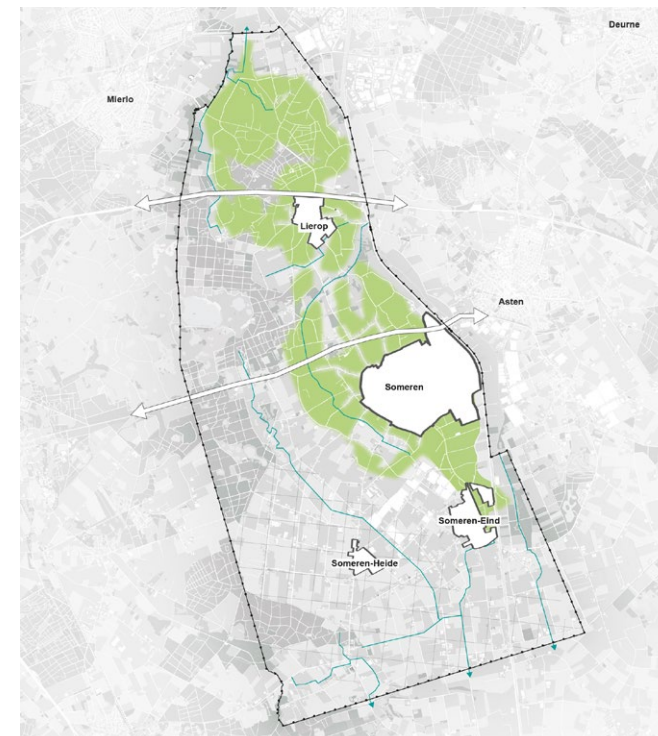 Deurne
Mierlo
Lierop
Asten
Someren
Someren-Eind
Someren-Heide